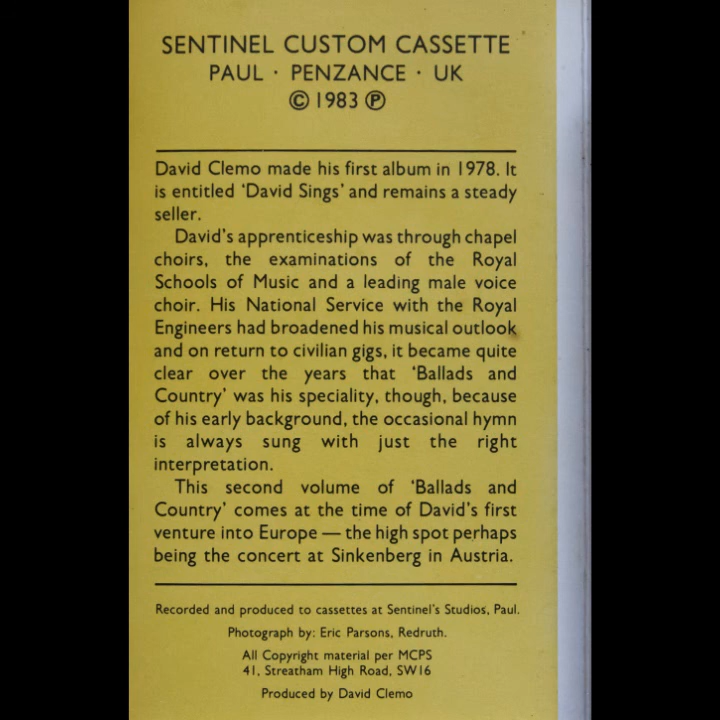 SENTINEL CUSTOM CASSETTE
PAUL · PENZANCE · UK
© 1983 ℗
David Clemo made his first album in 1978. It
is entitled ‘David Sings’ and remains a steady
seller.
David’s apprenticeship was through chapel
choirs, the examinations of the Royal
Schools of Music and a leading male voice
choir. His National Service with the Royal
Engineers had broadened his musical outlook
and on return to civilian gigs, it became quite
clear over the years that ‘Ballads and
Country’ was his speciality, though, because
of his early background, the occasional hymn
is always sung with just the right
interpretation.
This second volume of ‘Ballads and
Country’ comes at the time of David’s first
venture into Europe — the high spot perhaps
being the concert at Sinkenberg in Austria.
Recorded and produced to cassettes at Sentinel’s Studios, Paul.
Photograph by: Eric Parsons, Redruth.
All Copyright material per MCPS
41, Streatham High Road, SW16
Produced by David Clemo